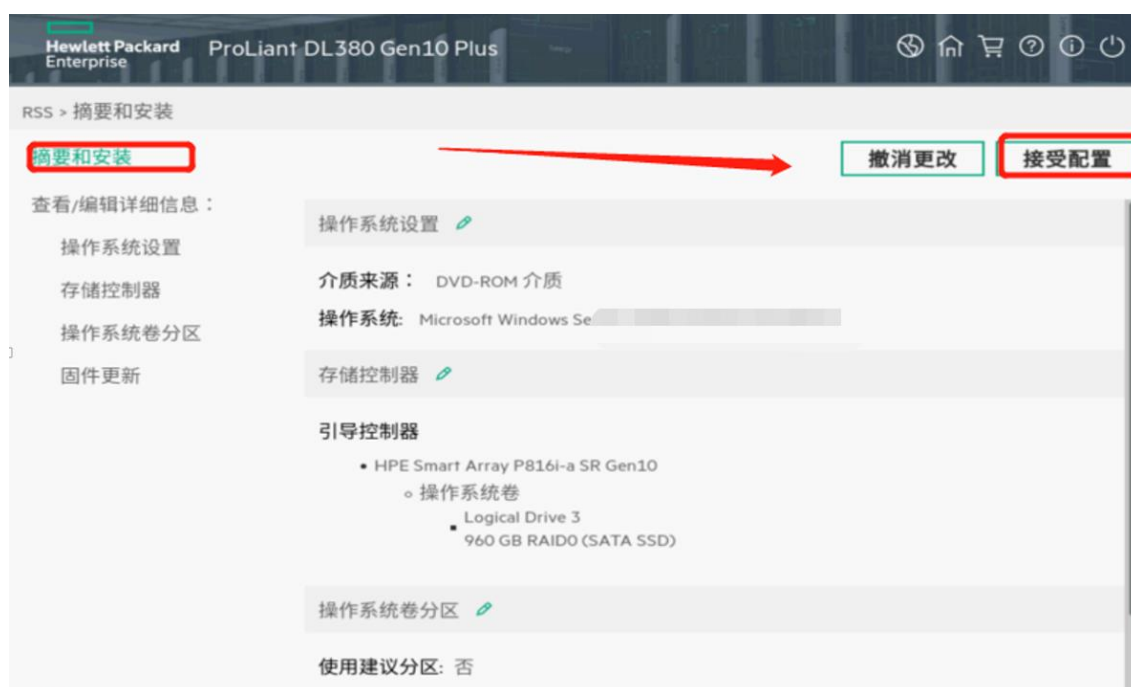 Hewlett Packard
Enterprise
ProLiant DL380 Gen10 Plus
RSS > 摘要和安装
摘要和安装
撤消更改
接受配置
查看/编辑详细信息：
操作系统设置
存储控制器
操作系统卷分区
固件更新
操作系统设置
介质来源： DVD-ROM 介质
操作系统: Microsoft Windows Se
存储控制器
引导控制器
• HPE Smart Array P816i-a SR Gen10
○ 操作系统卷
▪ Logical Drive 3
960 GB RAID0 (SATA SSD)
操作系统卷分区
使用建议分区: 否